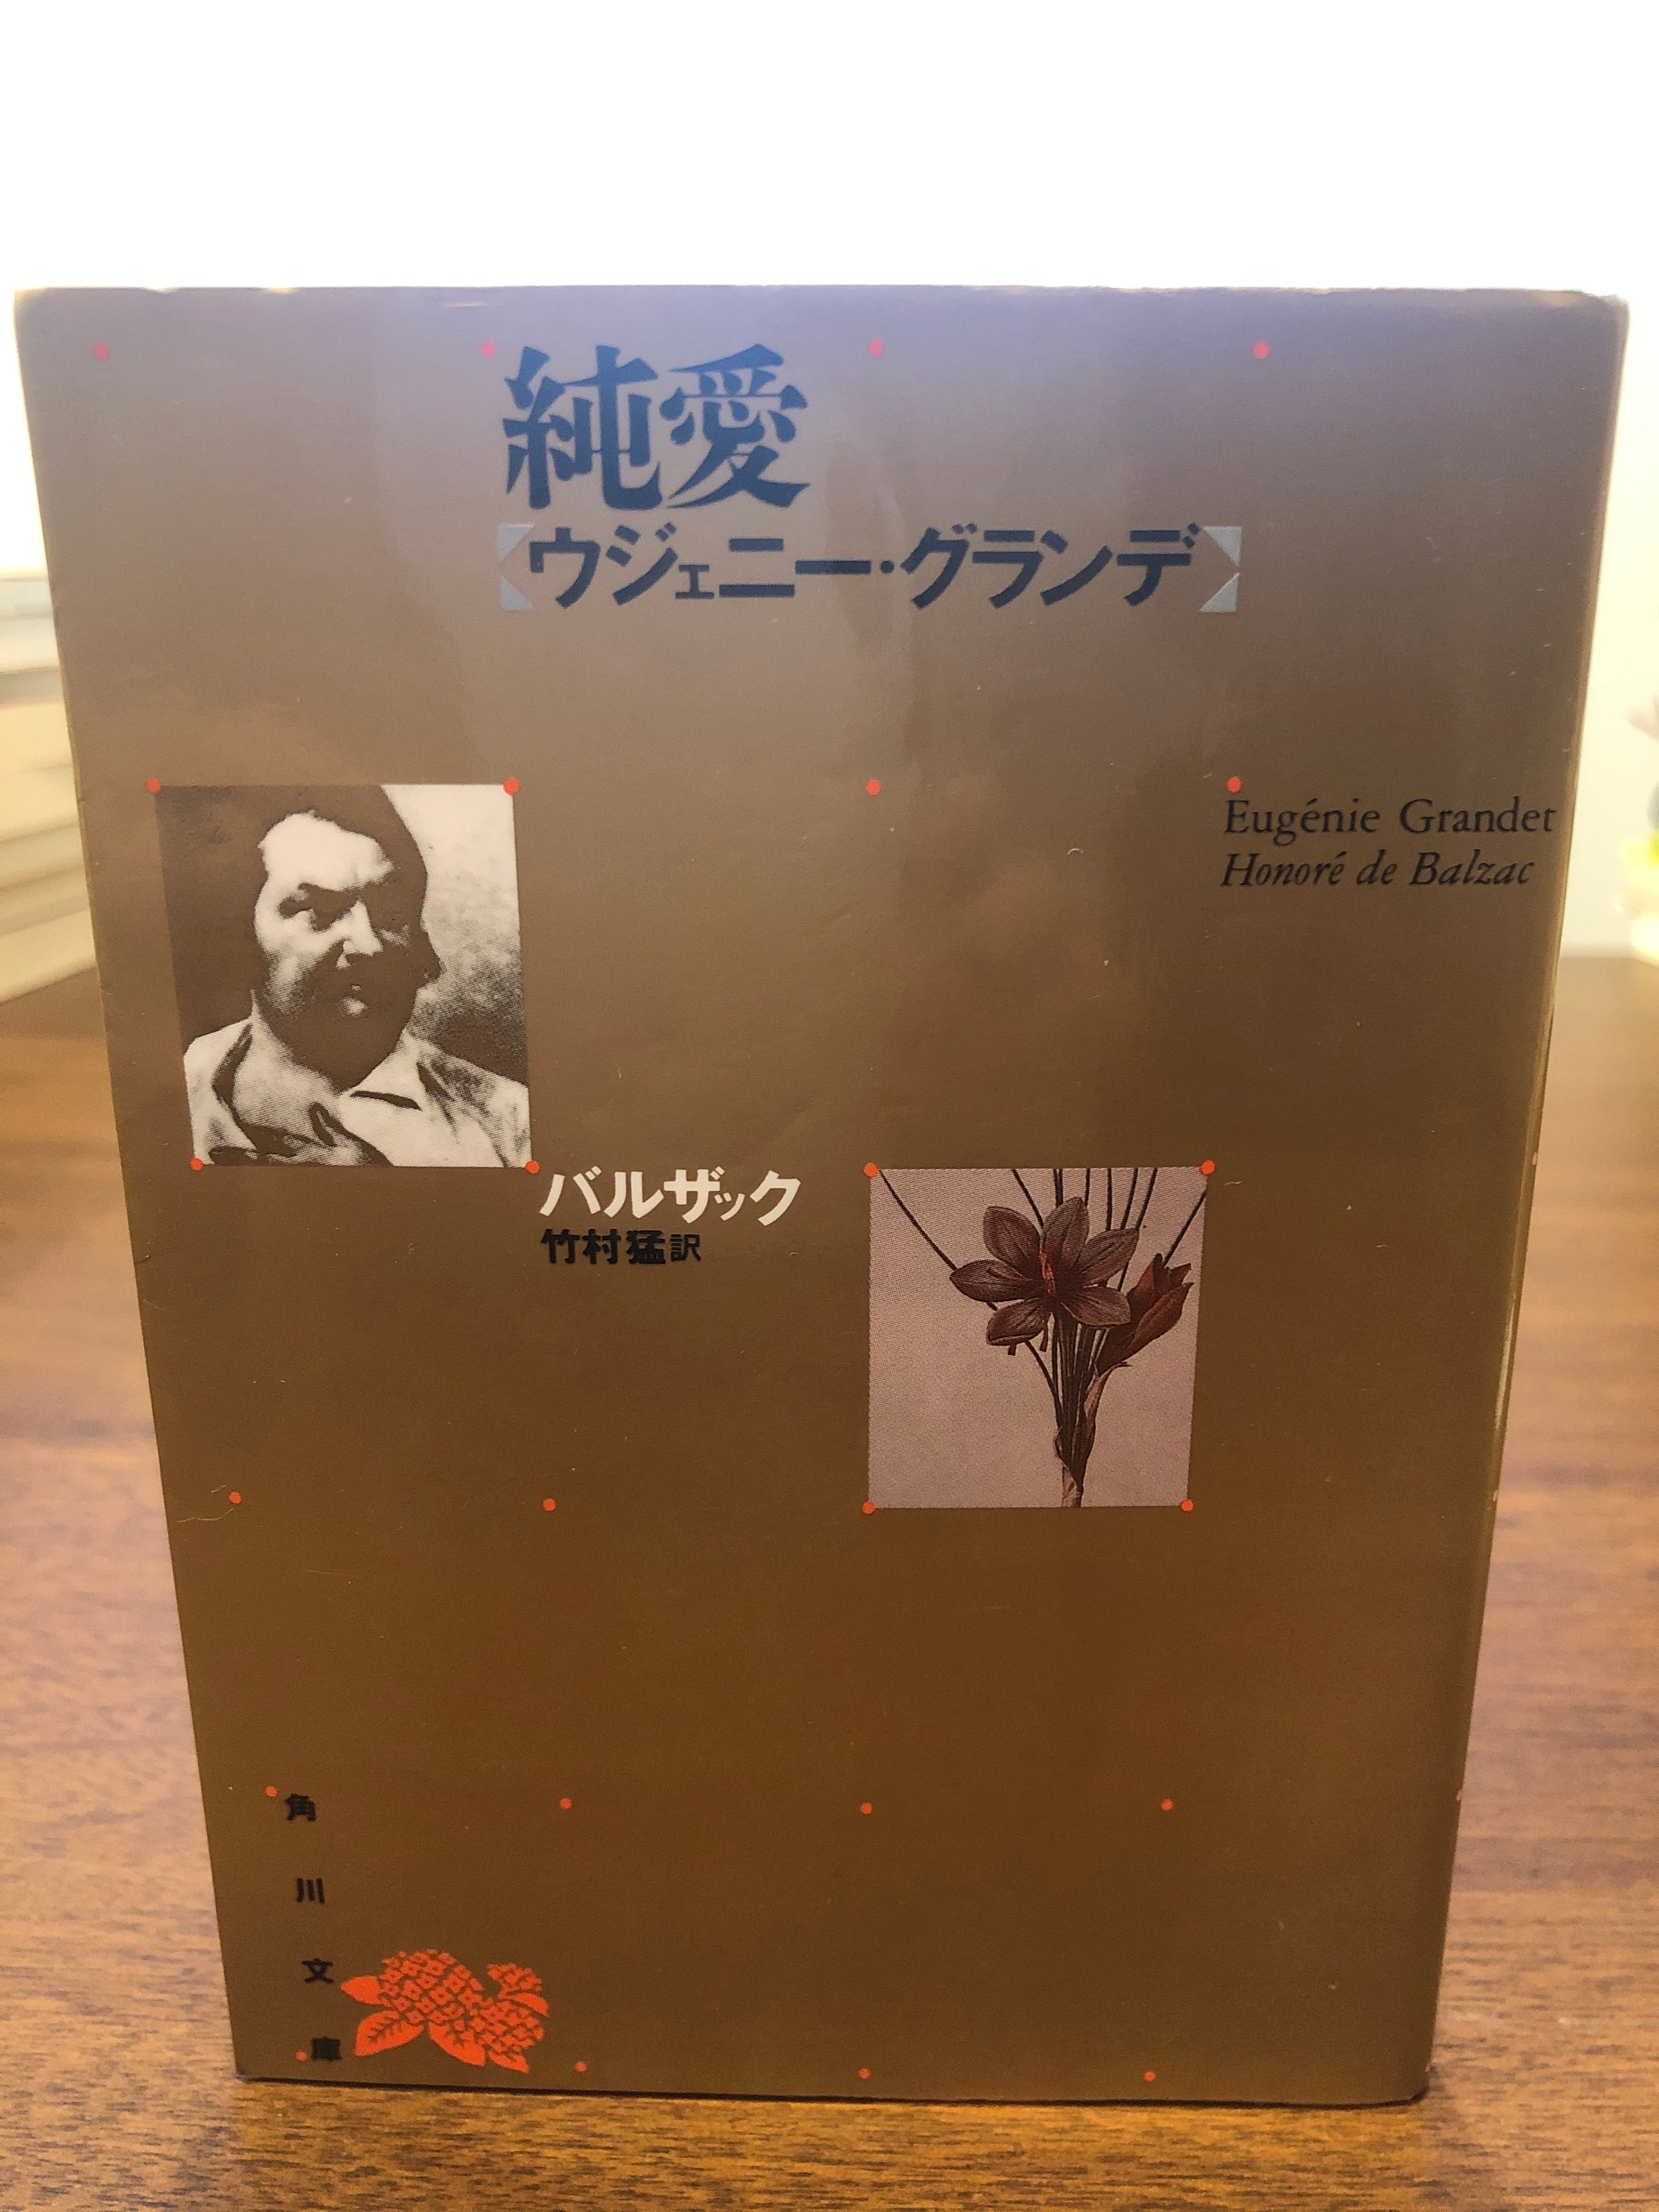 純愛
【ウジェニー・グランデ】
Eugénie Grandet
Honoré de Balzac
バルザック
竹村猛訳
角川文庫